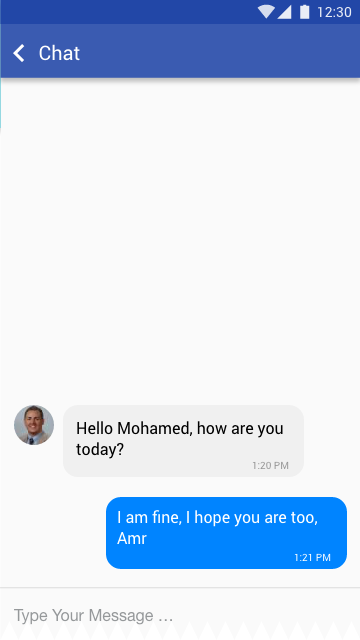 12:30
Chat
Hello Mohamed, how are you
today?
1:20 PM
I am fine, I hope you are too,
Amr
1:21 PM
Type Your Message ...